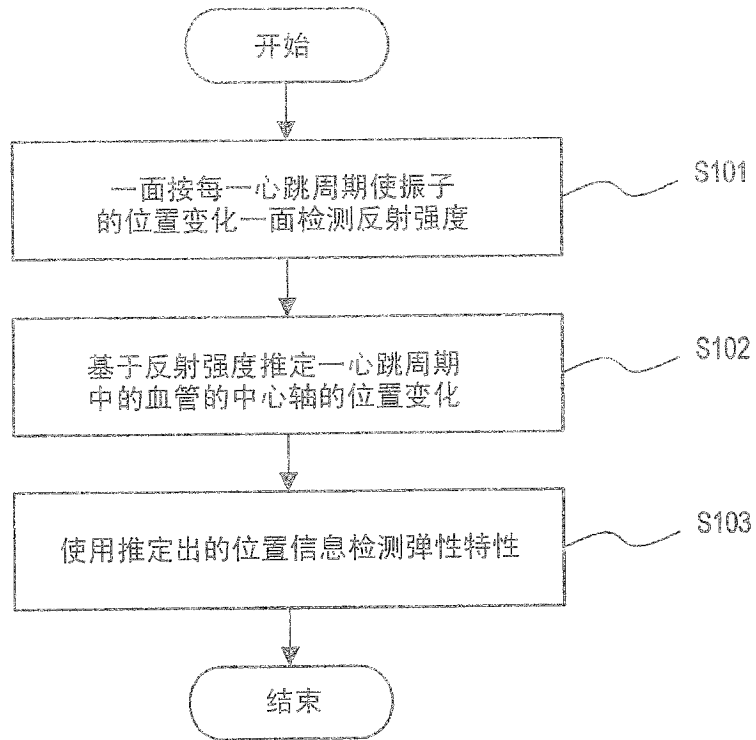 开始
一面按每一心跳周期使振子
的位置变化一面检测反射强度
S101
基于反射强度推定一心跳周期
中的血管的中心轴的位置变化
S102
使用推定出的位置信息检测弹性特性
S103
结束